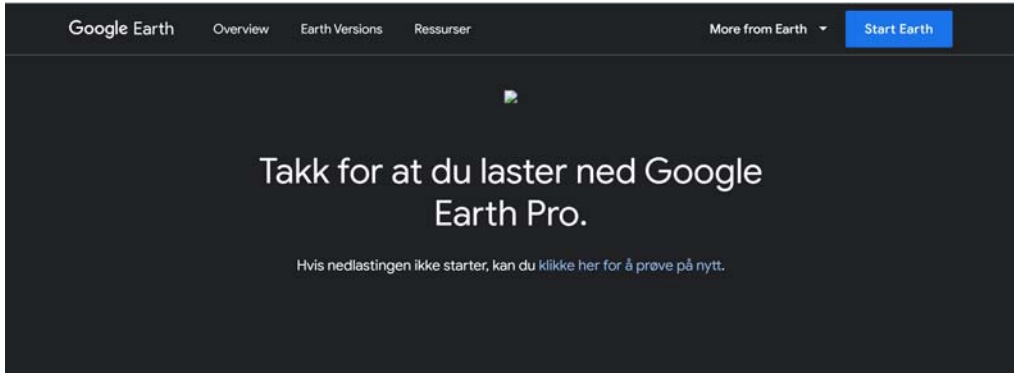 Google Earth Overview Earth Versions Ressurser More from Earth Start Earth
Takk for at du laster ned Google
Earth Pro.
Hvis nedlastingen ikke starter, kan du klikke her for å prøve på nytt.